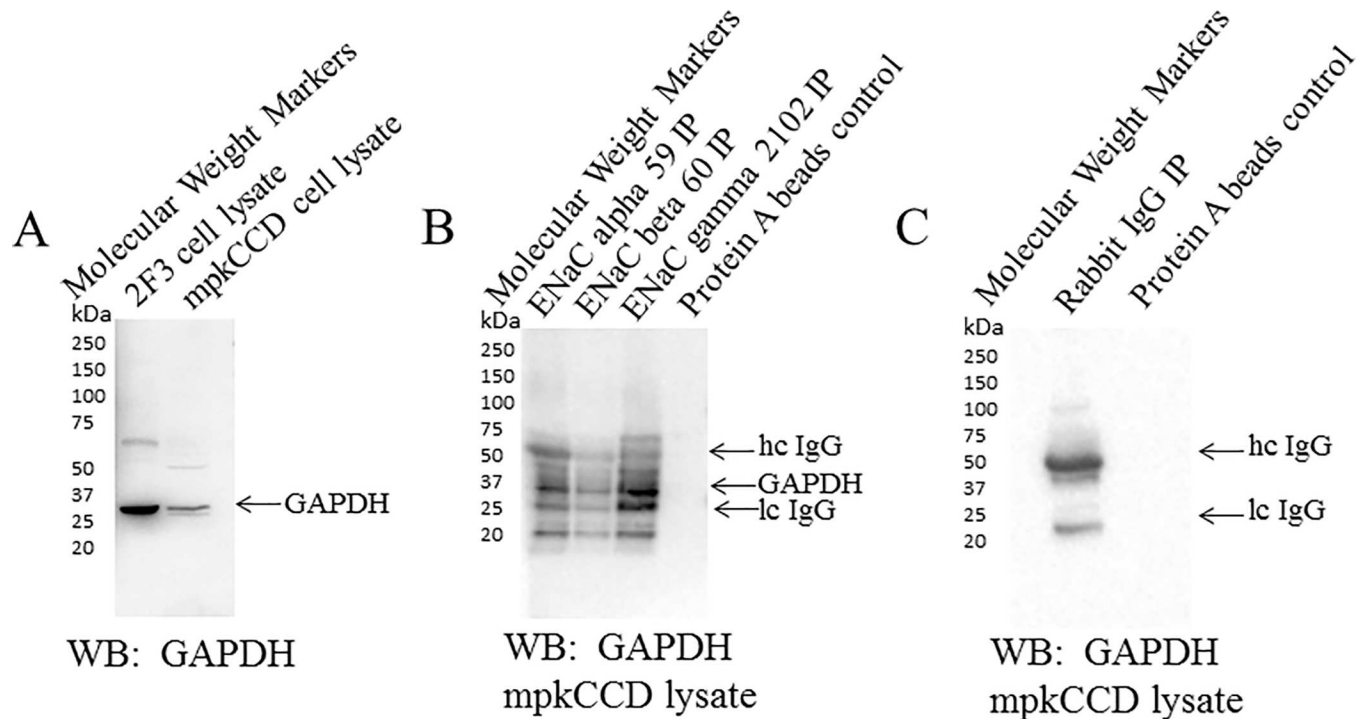 A
Molecular Weight Markers
2F3 cell lysate
mpkCCD cell lysate
kDa
250
150
100
75
50
37
25
20
GAPDH
WB: GAPDH
B
Molecular Weight Markers
ENaC alpha 59 IP
ENaC beta 60 IP
ENaC gamma 2102 IP
Protein A beads control
kDa
250
150
100
75
50
37
25
20
hc IgG
GAPDH
lc IgG
WB: GAPDH
mpkCCD lysate
C
Molecular Weight Markers
Rabbit IgG IP
Protein A beads control
kDa
250
150
100
75
50
37
25
20
hc IgG
lc IgG
WB: GAPDH
mpkCCD lysate